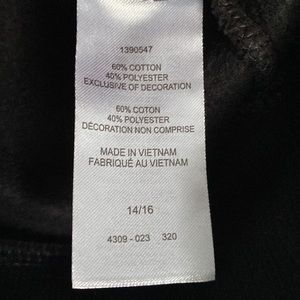 1390547
60% COTTON
40% POLYESTER
EXCLUSIVE OF DECORATION
60% COTON
40% POLYESTER
DÉCORATION NON COMPRISE
MADE IN VIETNAM
FABRIQUÉ AU VIETNAM
14/16
4309 - 023 320